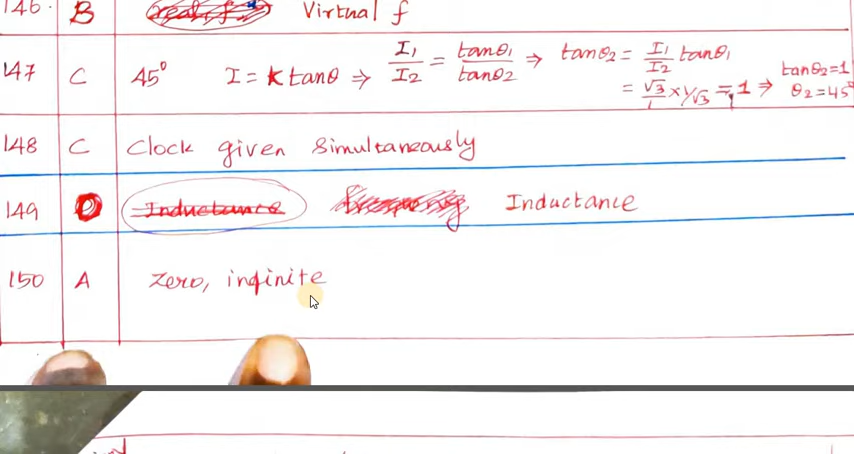 146. B Virtual f
147 C 45° I = K tanθ ⇒ I₁/I₂ = tanθ₁/tanθ₂ ⇒ tanθ₂ = I₁/I₂ tanθ₁
= √3/1 × 1/√3 = 1 ⇒ tanθ₂ = 1
θ₂ = 45°
148 C Clock given Simultaneously
149 D Inductance Inductance
150 A Zero, infinite